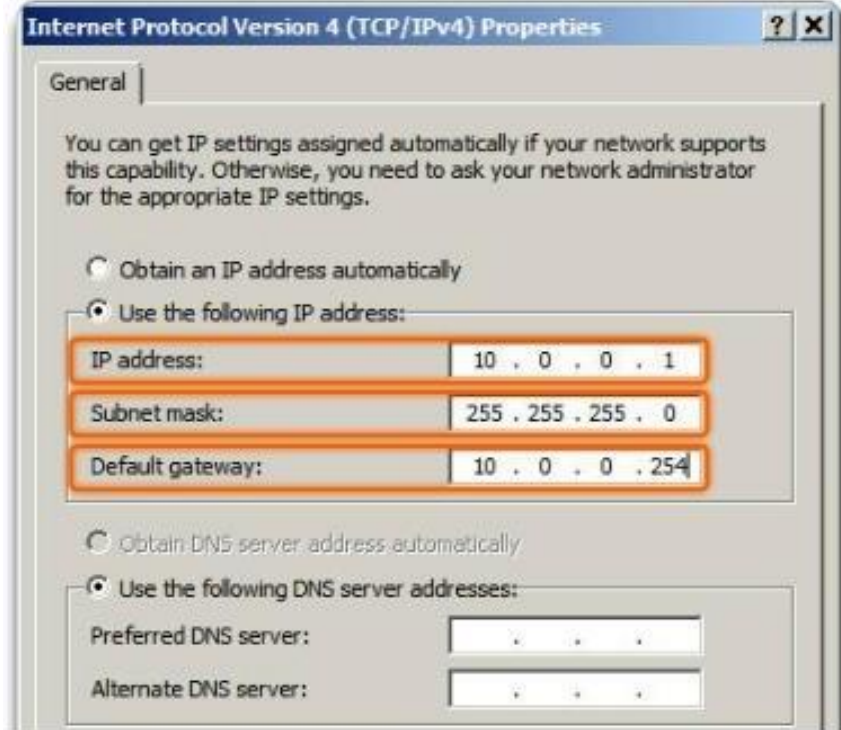 Internet Protocol Version 4 (TCP/IPv4) Properties ? X
General
You can get IP settings assigned automatically if your network supports
this capability. Otherwise, you need to ask your network administrator
for the appropriate IP settings.
Obtain an IP address automatically
Use the following IP address:
IP address: 10 . 0 . 0 . 1
Subnet mask: 255 . 255 . 255 . 0
Default gateway: 10 . 0 . 0 . 254
Obtain DNS server address automatically
Use the following DNS server addresses:
Preferred DNS server: . . .
Alternate DNS server: . . .